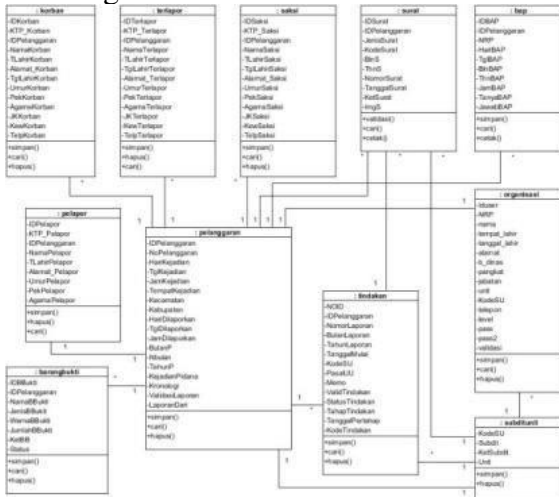 : korban
-IDKorban
-KTP_Korban
-IDPelanggaran
-NamaKorban
-TLahirKorban
-Alamat_Korban
-TglLahirKorban
-UmurKorban
-PekKorban
-AgamaKorban
-JKKorban
-KewKorban
-TelpKorban
+simpan()
+cari()
+hapus()
: terlapor
-IDTerlapor
-KTP_Terlapor
-IDPelanggaran
-NamaTerlapor
-TLahirTerlapor
-TglLahirTerlapor
-Alamat_Terlapor
-UmurTerlapor
-PekTerlapor
-AgamaTerlapor
-JKTerlapor
-KewTerlapor
-TelpTerlapor
+simpan()
+hapus()
+cari()
: saksi
-IDSaksi
-KTP_Saksi
-IDPelanggaran
-NamaSaksi
-TLahirSaksi
-TglLahirSaksi
-Alamat_Saksi
-UmurSaksi
-PekSaksi
-AgamaSaksi
-JKSaksi
-KewSaksi
-TelpSaksi
+simpan()
+cari()
+hapus()
: surat
-IDSurat
-IDPelanggaran
-JenisSurat
-KodeSurat
-BlnS
-ThnS
-NomorSurat
-TanggalSurat
-KetSurat
-ImgS
+validasi()
+cari()
+cetak()
: bap
-IDBAP
-KTP_BAP
-IDPelanggaran
-NRP
-HariBAP
-TglBAP
-BlnBAP
-ThnBAP
-JamBAP
-TanyaBAP
-JawabBAP
+simpan()
+cari()
+cetak()
: pelapor
-IDPelapor
-KTP_Pelapor
-IDPelanggaran
-NamaPelapor
-TLahirPelapor
-Alamat_Pelapor
-UmurPelapor
-PekPelapor
-AgamaPelapor
+simpan()
+hapus()
+cari()
: pelanggaran
-IDPelanggaran
-NoPelanggaran
-HariKejadian
-TglKejadian
-JamKejadian
-TempatKejadian
-Kecamatan
-Kabupaten
-HariDilaporkan
-TglDilaporkan
-JamDilaporkan
-BulanP
-TahunP
-KejadianPidana
-Kronologi
-ValidasiLaporan
-LaporanDari
+simpan()
+cari()
+hapus()
: organisasi
-iduser
-NRP
-nama
-tempat_lahir
-tanggal_lahir
-alamat
-pangkat
-jabatan
-unit
-KodeSU
-telepon
-level
-pass
-pass2
-validasi
+simpan()
+cari()
+hapus()
: tindakan
-NOID
-IDPelanggaran
-NomorLaporan
-BulanLaporan
-TahunLaporan
-TanggalMulai
-KodeSU
-PasalUU
-Memo
-ValidTindakan
-StatusTindakan
-TahapTindakan
-TanggalPertahap
-KodeTindakan
+simpan()
+cari()
+hapus()
: barangbukti
-IDBBukti
-IDPelanggaran
-NamaBBukti
-JenisBBukti
-WarnaBBukti
-JumlahBBukti
-KetBB
-Status
+simpan()
+cari()
+hapus()
: subditunit
-KodeSU
-Subdit
-KetSubdit
-Unit
+simpan()
+hapus()